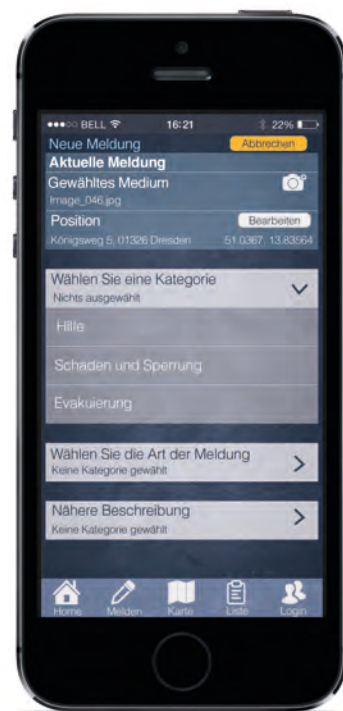 BELL 16:21 22%
Neue Meldung Abbrechen
Aktuelle Meldung
Gewähltes Medium
Image_046.jpg
Position Bearbeiten
Königsweg 5, 01326 Dresden 51.0367, 13.83564
Wählen Sie eine Kategorie
Nichts ausgewählt
Hilfe
Schaden und Sperrung
Evakuierung
Wählen Sie die Art der Meldung
Keine Kategorie gewählt
Nähere Beschreibung
Keine Kategorie gewählt
Home Melden Karte Liste Login